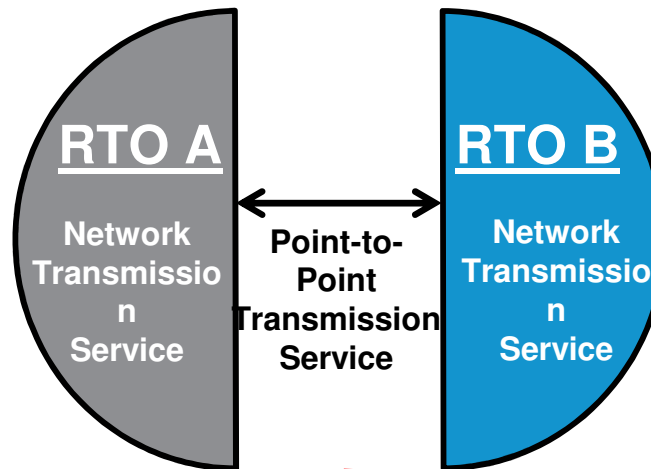 RTO A
Network
Transmissio
n
Service
Point-to-
Point
Transmission
Service
RTO B
Network
Transmissio
n
Service